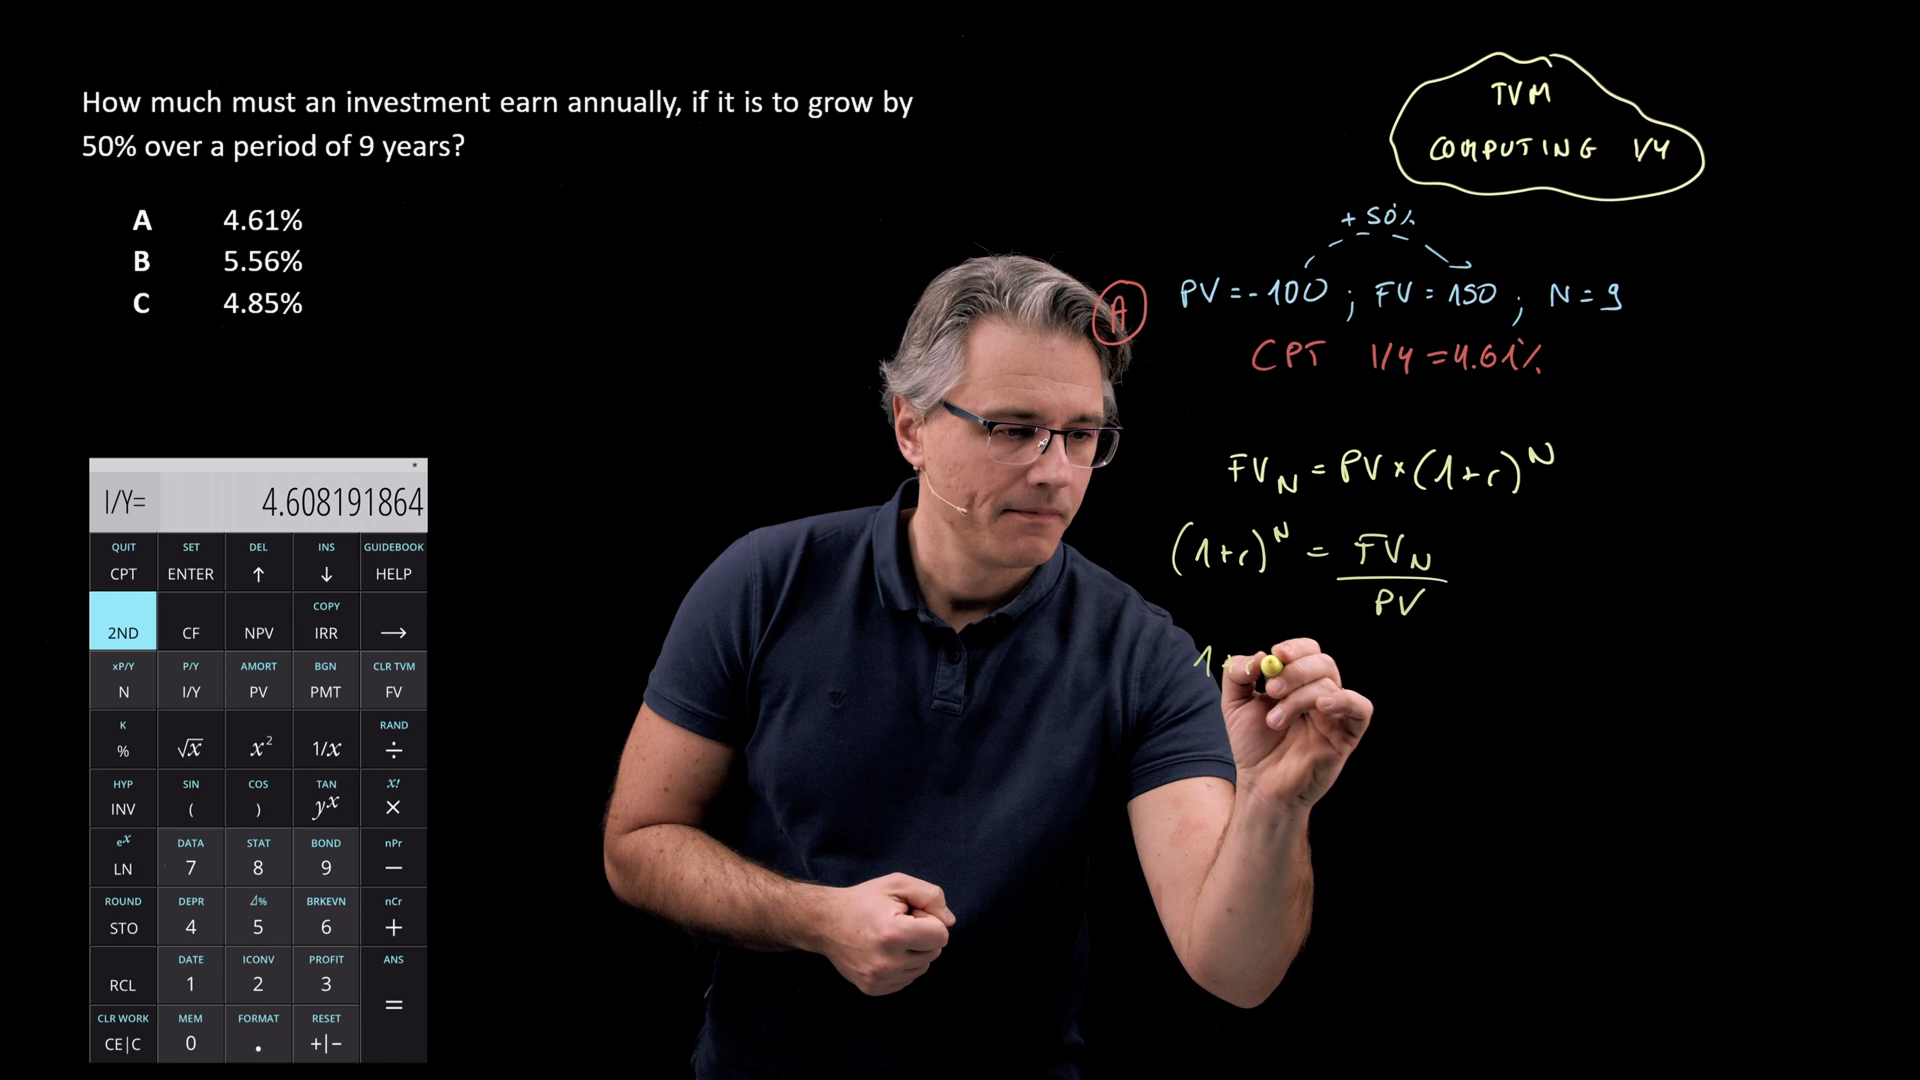 How much must an investment earn annually, if it is to grow by
50% over a period of 9 years?
A 4.61%
B 5.56%
C 4.85%
TVM
COMPUTING I/Y
+50%
A PV=-100; FV=150; N=9
CPT I/Y=4.61%
FV_N = PV×(1+r)^N
(1+r)^N = FV_N
PV
1+r
*
I/Y= 4.608191864
QUIT SET DEL INS GUIDEBOOK
CPT ENTER ↑ ↓ HELP
COPY
2ND CF NPV IRR →
xP/Y P/Y AMORT BGN CLR TVM
N I/Y PV PMT FV
K RAND
% √x x² 1/x ÷
HYP SIN COS TAN x!
INV ( ) yˣ ×
eˣ DATA STAT BOND nPr
LN 7 8 9 −
ROUND DEPR Δ% BRKEVN nCr
STO 4 5 6 +
DATE ICONV PROFIT ANS
RCL 1 2 3 =
CLR WORK MEM FORMAT RESET
CE|C 0 . +|−